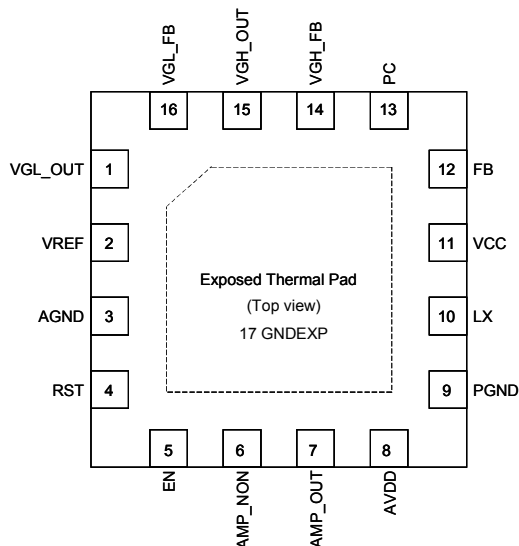 VGL_FB
VGH_OUT
VGH_FB
PC
16
15
14
13
VGL_OUT
1
12
FB
VREF
2
11
VCC
Exposed Thermal Pad
(Top view)
17 GNDEXP
AGND
3
10
LX
RST
4
9
PGND
5
6
7
8
EN
AMP_NON
AMP_OUT
AVDD